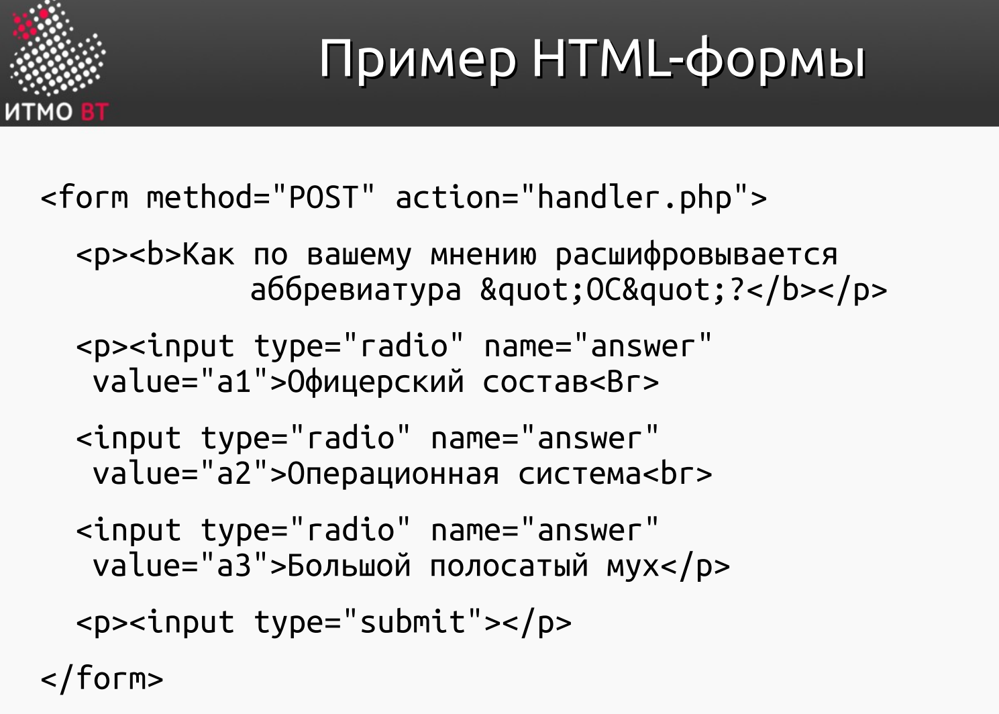 ИТМО ВТ
Пример HTML-формы
<form method="POST" action="handler.php">
<p><b>Как по вашему мнению расшифровывается
аббревиатура &quot;ОС&quot;?</b></p>
<p><input type="radio" name="answer"
value="a1">Офицерский состав<Br>
<input type="radio" name="answer"
value="a2">Операционная система<br>
<input type="radio" name="answer"
value="a3">Большой полосатый мух</p>
<p><input type="submit"></p>
</form>